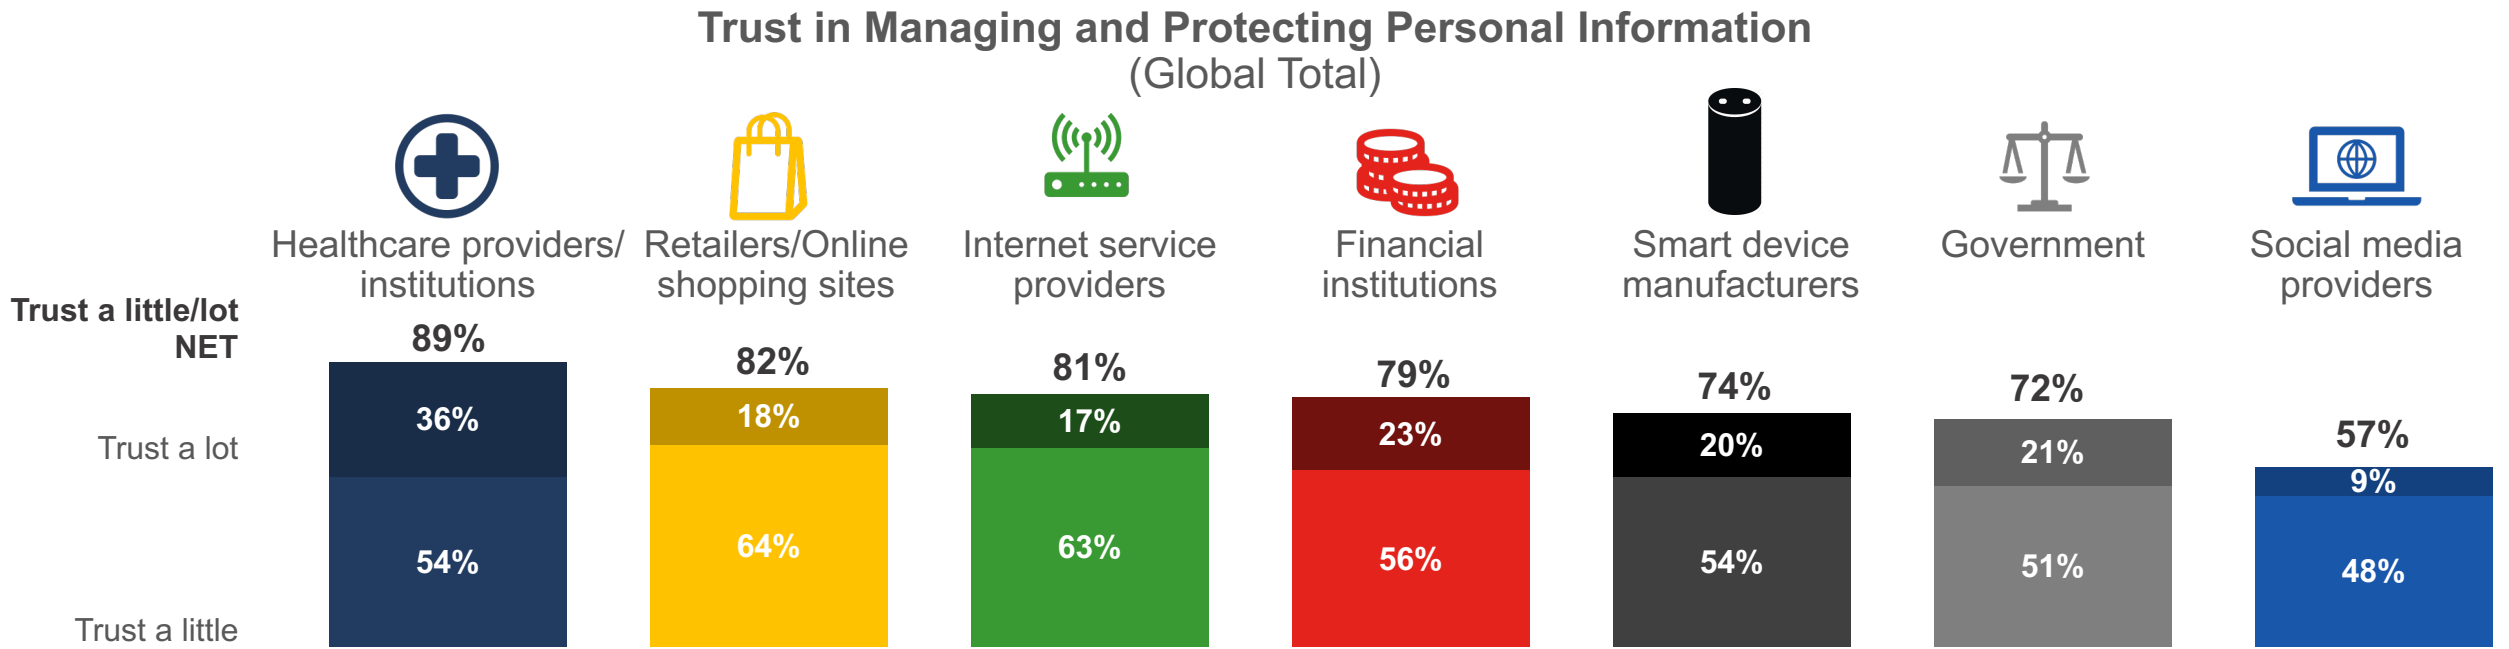 Trust in Managing and Protecting Personal Information
(Global Total)
Healthcare providers/
institutions
Retailers/Online
shopping sites
Internet service
providers
Financial
institutions
Smart device
manufacturers
Government
Social media
providers
Trust a little/lot
NET
89%
82%
81%
79%
74%
72%
57%
Trust a lot
36%
18%
17%
23%
20%
21%
9%
Trust a little
54%
64%
63%
56%
54%
51%
48%